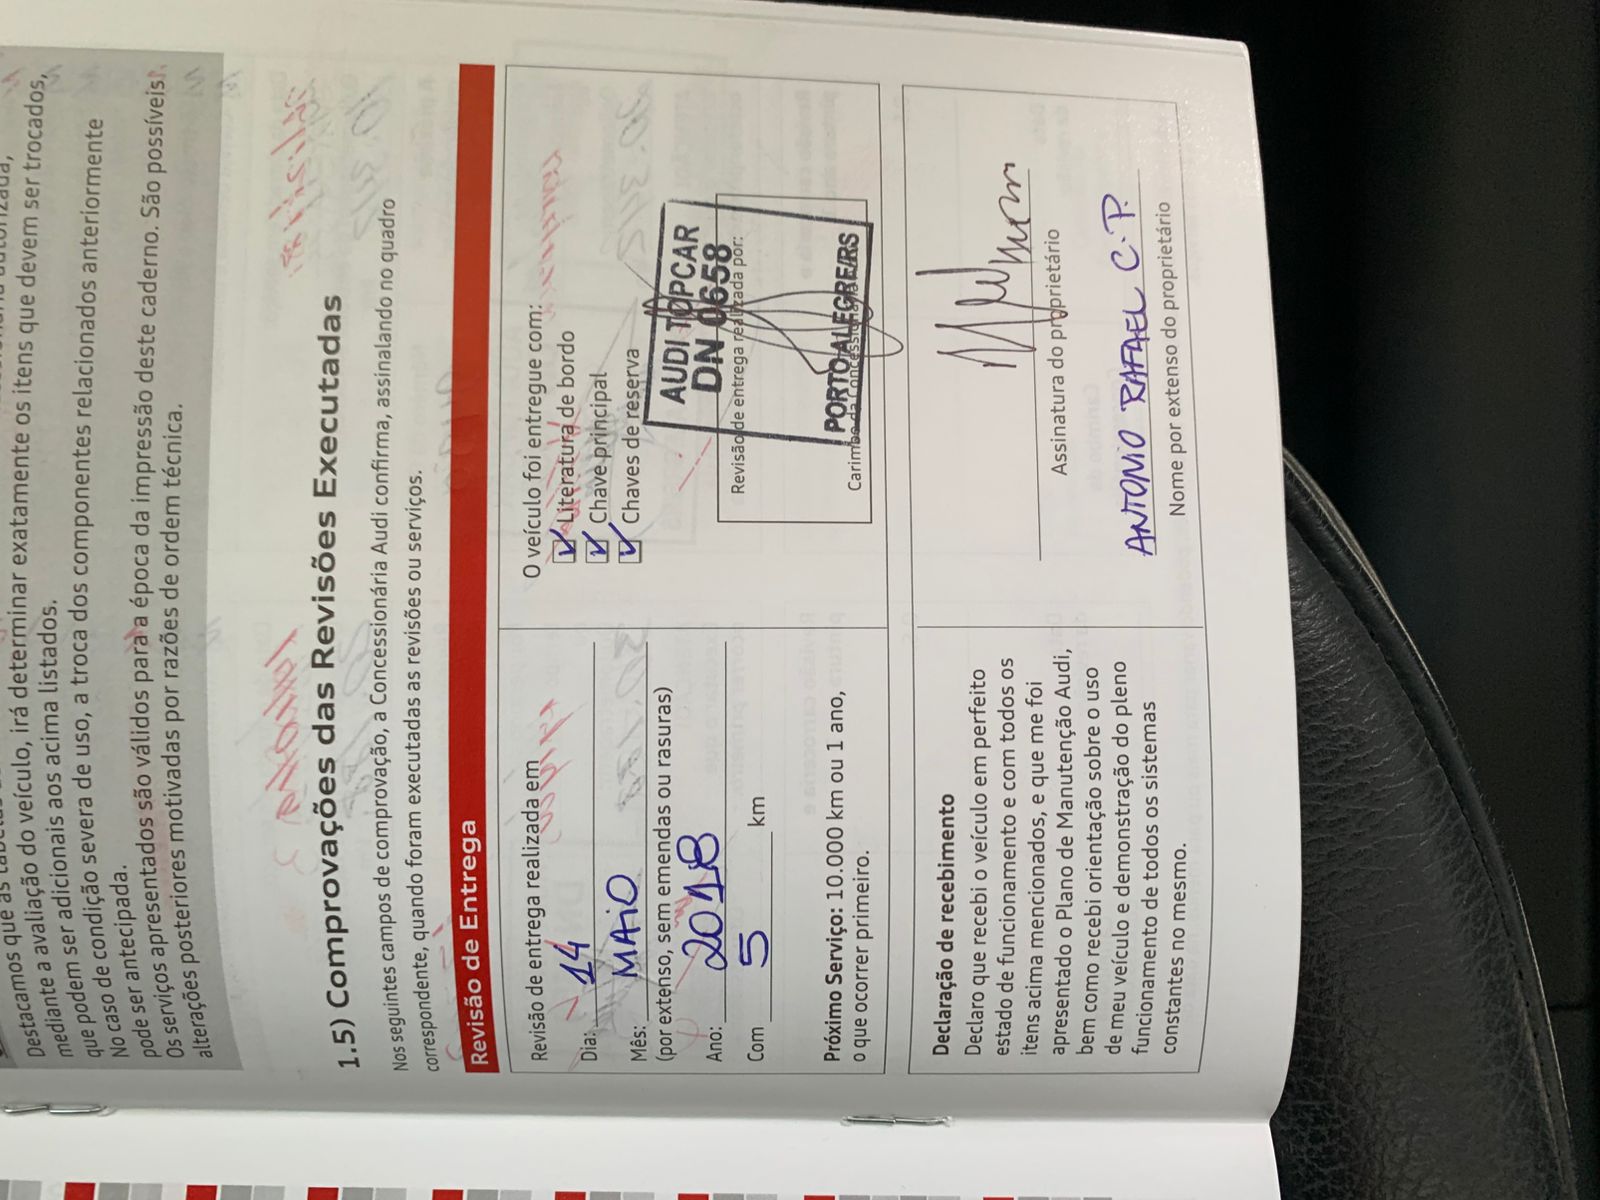 Destacamos que as
mediante a avaliação do veículo, irá determinar exatamente os itens que devem ser trocados,
que podem ser adicionais aos acima listados.
No caso de condição severa de uso, a troca dos componentes relacionados anteriormente
pode ser antecipada.
Os serviços apresentados são válidos para a época da impressão deste caderno. São possíveis
alterações posteriores motivadas por razões de ordem técnica.
1.5) Comprovações das Revisões Executadas
Nos seguintes campos de comprovação, a Concessionária Audi confirma, assinalando no quadro
correspondente, quando foram executadas as revisões ou serviços.
Revisão de Entrega
Revisão de entrega realizada em
Dia: 14
Mês: MAIO
(por extenso, sem emendas ou rasuras)
Ano: 2018
Com 5 km
Próximo Serviço: 10.000 km ou 1 ano,
o que ocorrer primeiro.
O veículo foi entregue com:
Literatura de bordo
Chave principal
Chaves de reserva
AUDI TOPCAR
DN 0658
Revisão de entrega realizada por:
PORTO ALEGRE/RS
Carimbo da concessionária
Declaração de recebimento
Declaro que recebi o veículo em perfeito
estado de funcionamento e com todos os
itens acima mencionados, e que me foi
apresentado o Plano de Manutenção Audi,
bem como recebi orientação sobre o uso
de meu veículo e demonstração do pleno
funcionamento de todos os sistemas
constantes no mesmo.
Assinatura do proprietário
ANTONIO RAFAEL C.P.
Nome por extenso do proprietário